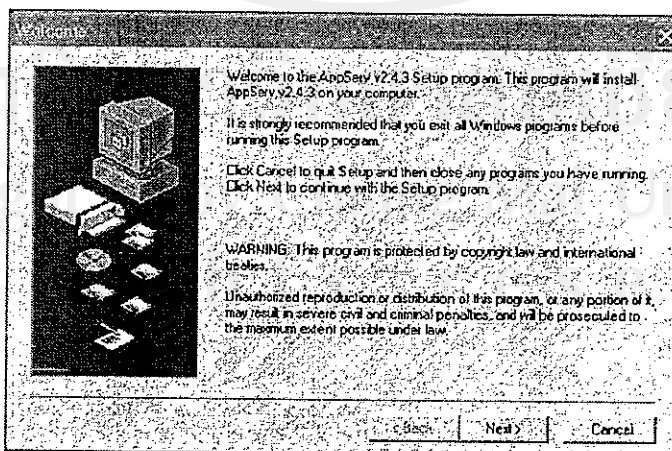 Welcome
Welcome to the AppServ v2.4.3 Setup program. This program will install
AppServ v2.4.3 on your computer.
It is strongly recommended that you exit all Windows programs before
running this Setup program.
Click Cancel to quit Setup and then close any programs you have running.
Click Next to continue with the Setup program.
WARNING: This program is protected by copyright law and international
treaties.
Unauthorized reproduction or distribution of this program, or any portion of it,
may result in severe civil and criminal penalties, and will be prosecuted to
the maximum extent possible under law.
< Back
Next >
Cancel